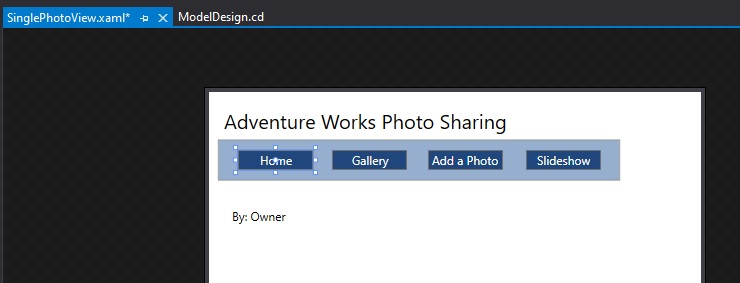 SinglePhotoView.xaml* ModelDesign.cd
Adventure Works Photo Sharing
Home Gallery Add a Photo Slideshow
By: Owner